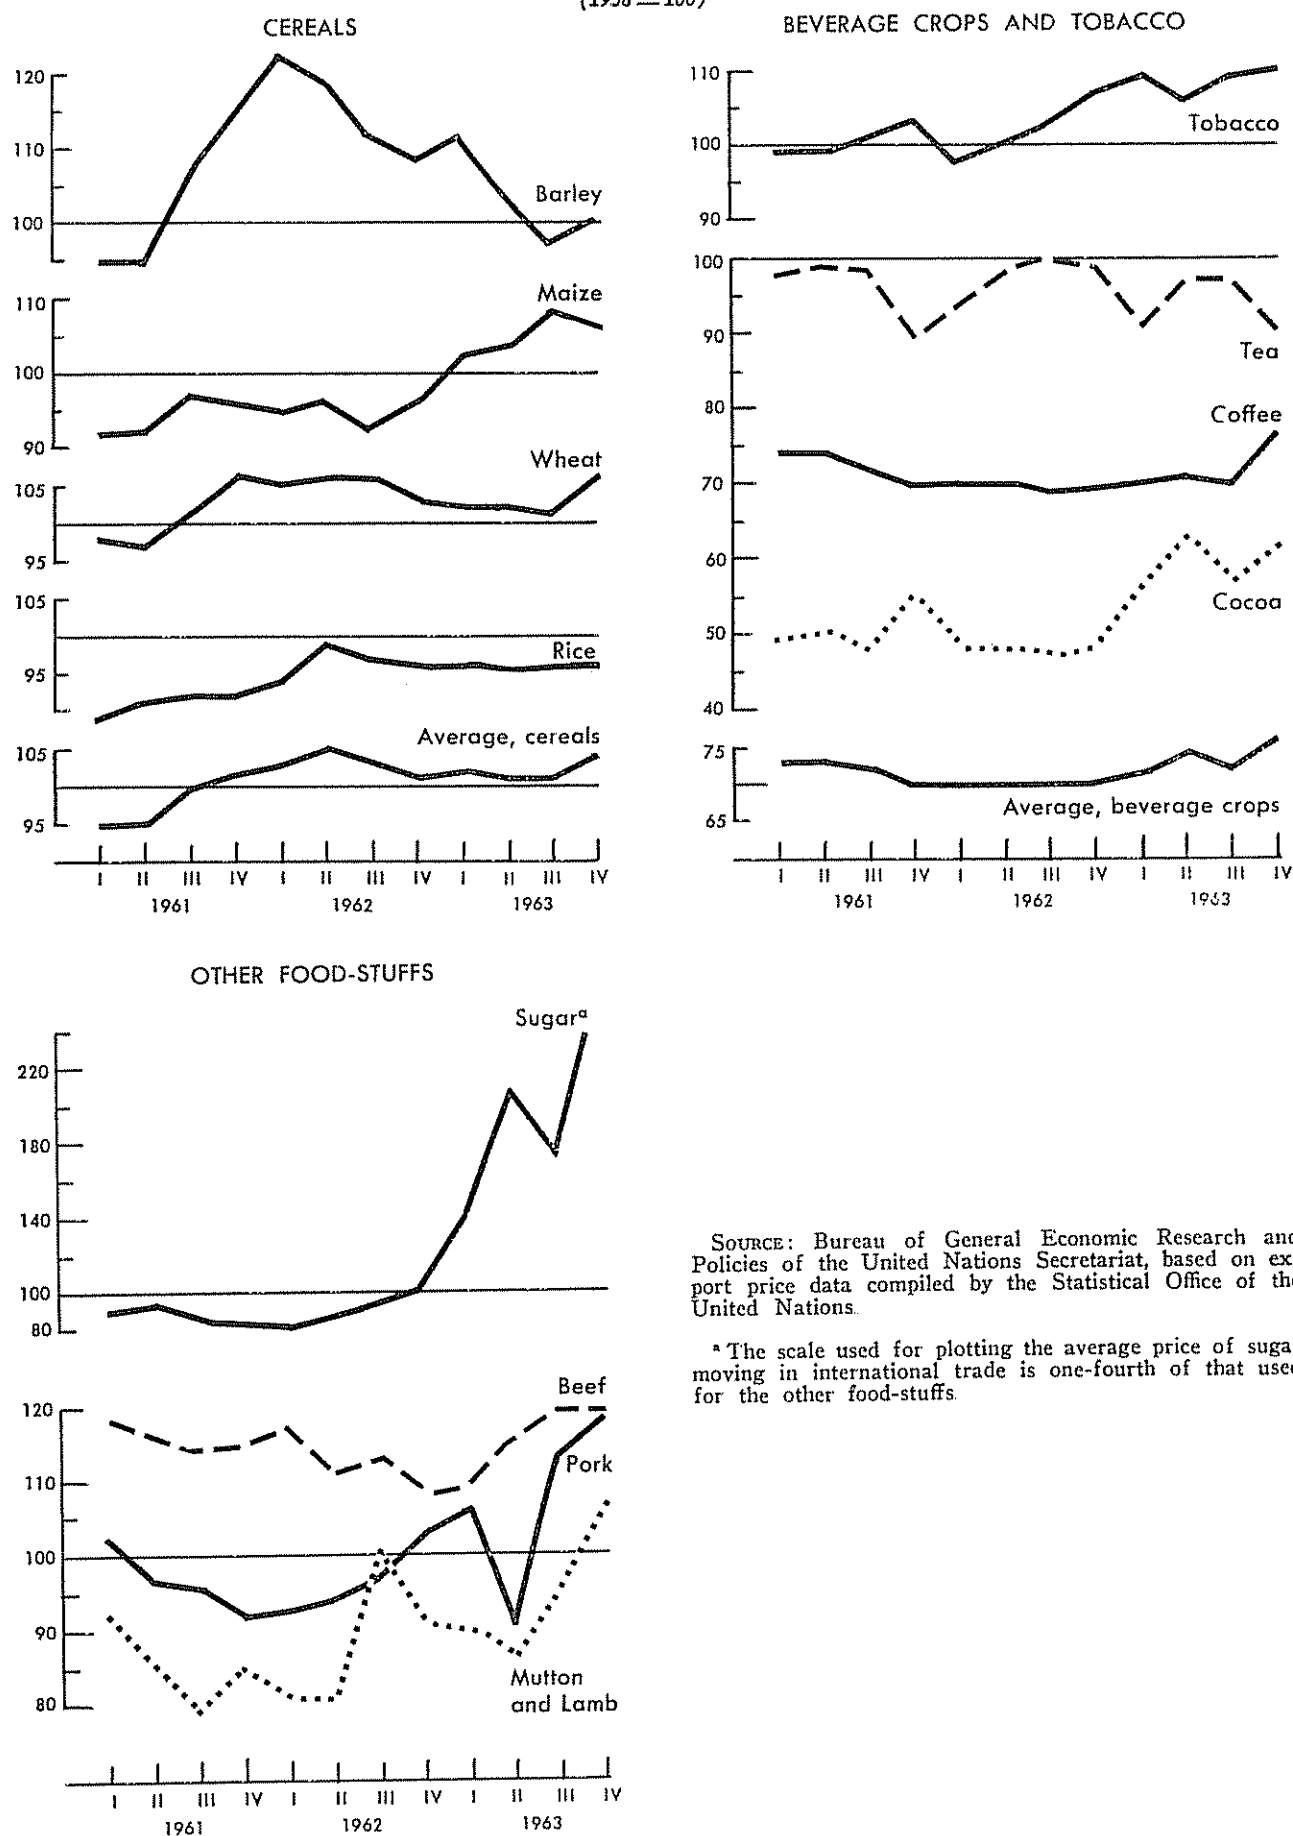 (1958=100)
CEREALS
120
110
Barley
100
110
Maize
100
90
Wheat
105
95
105
Rice
95
Average, cereals
105
95
I II III IV I II III IV I II III IV
1961 1962 1963
BEVERAGE CROPS AND TOBACCO
110
Tobacco
100
90
100
90
Tea
80
Coffee
70
60
Cocoa
50
40
75
Average, beverage crops
65
I II III IV I II III IV I II III IV
1961 1962 1963
OTHER FOOD-STUFFS
Sugarᵃ
220
180
140
100
80
Beef
120
Pork
110
100
90
Mutton
and Lamb
80
I II III IV I II III IV I II III IV
1961 1962 1963
SOURCE: Bureau of General Economic Research and
Policies of the United Nations Secretariat, based on ex-
port price data compiled by the Statistical Office of the
United Nations.
ᵃ The scale used for plotting the average price of sugar
moving in international trade is one-fourth of that used
for the other food-stuffs.